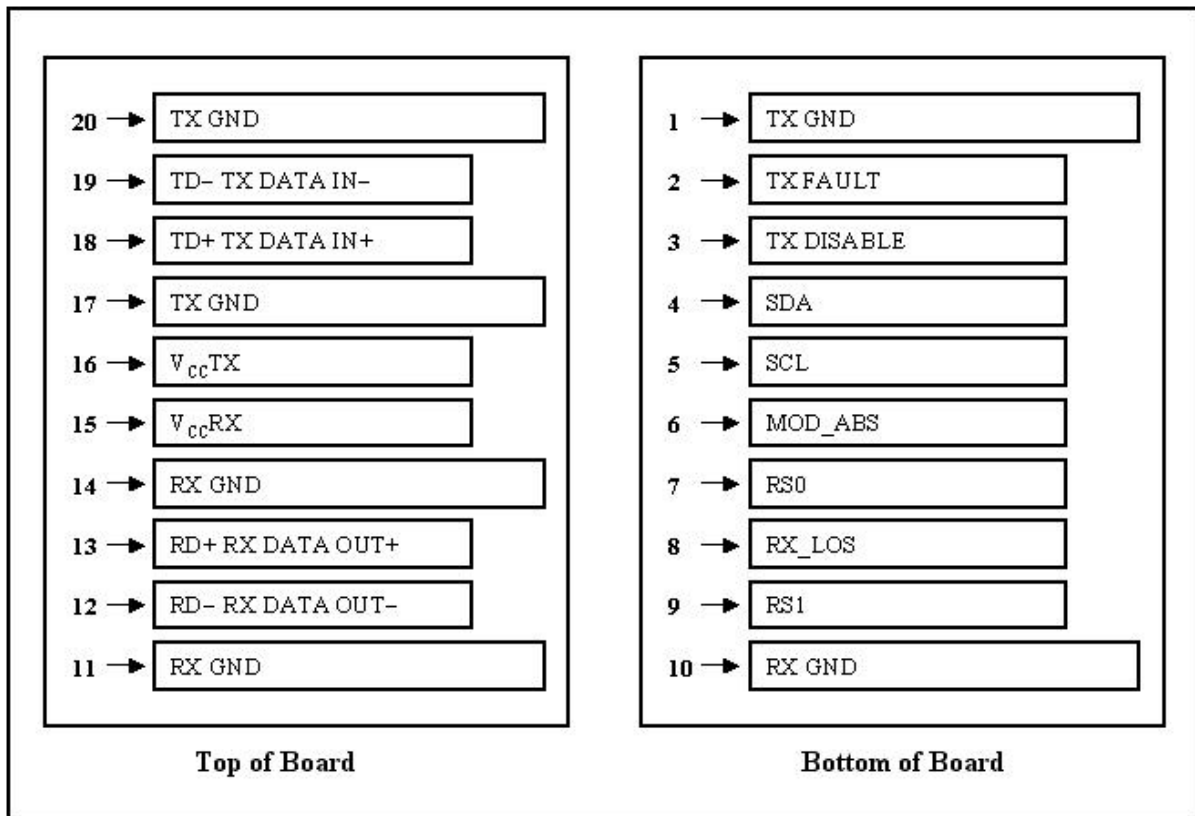 20 TX GND
19 TD− TX DATA IN−
18 TD+ TX DATA IN+
17 TX GND
16 VCCTX
15 VCCRX
14 RX GND
13 RD+ RX DATA OUT+
12 RD− RX DATA OUT−
11 RX GND
Top of Board
1 TX GND
2 TX FAULT
3 TX DISABLE
4 SDA
5 SCL
6 MOD_ABS
7 RS0
8 RX_LOS
9 RS1
10 RX GND
Bottom of Board